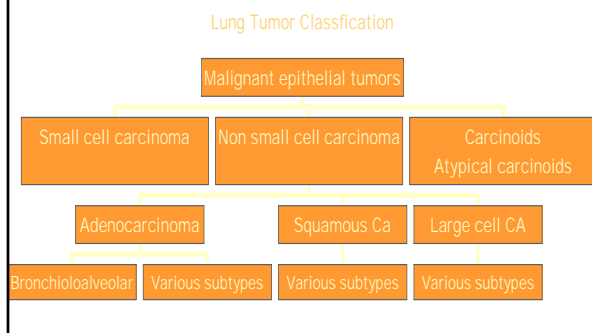 Lung Tumor Classfication
Malignant epithelial tumors
Small cell carcinoma
Non small cell carcinoma
Carcinoids
Atypical carcinoids
Adenocarcinoma
Squamous Ca
Large cell CA
Bronchioloalveolar
Various subtypes
Various subtypes
Various subtypes